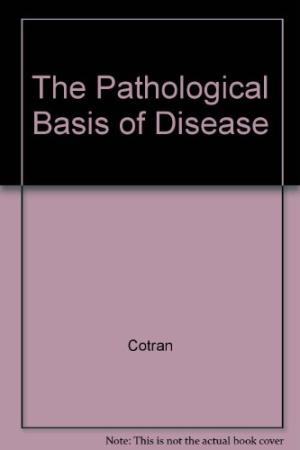 The Pathological
Basis of Disease
Cotran
Note: This is not the actual book cover